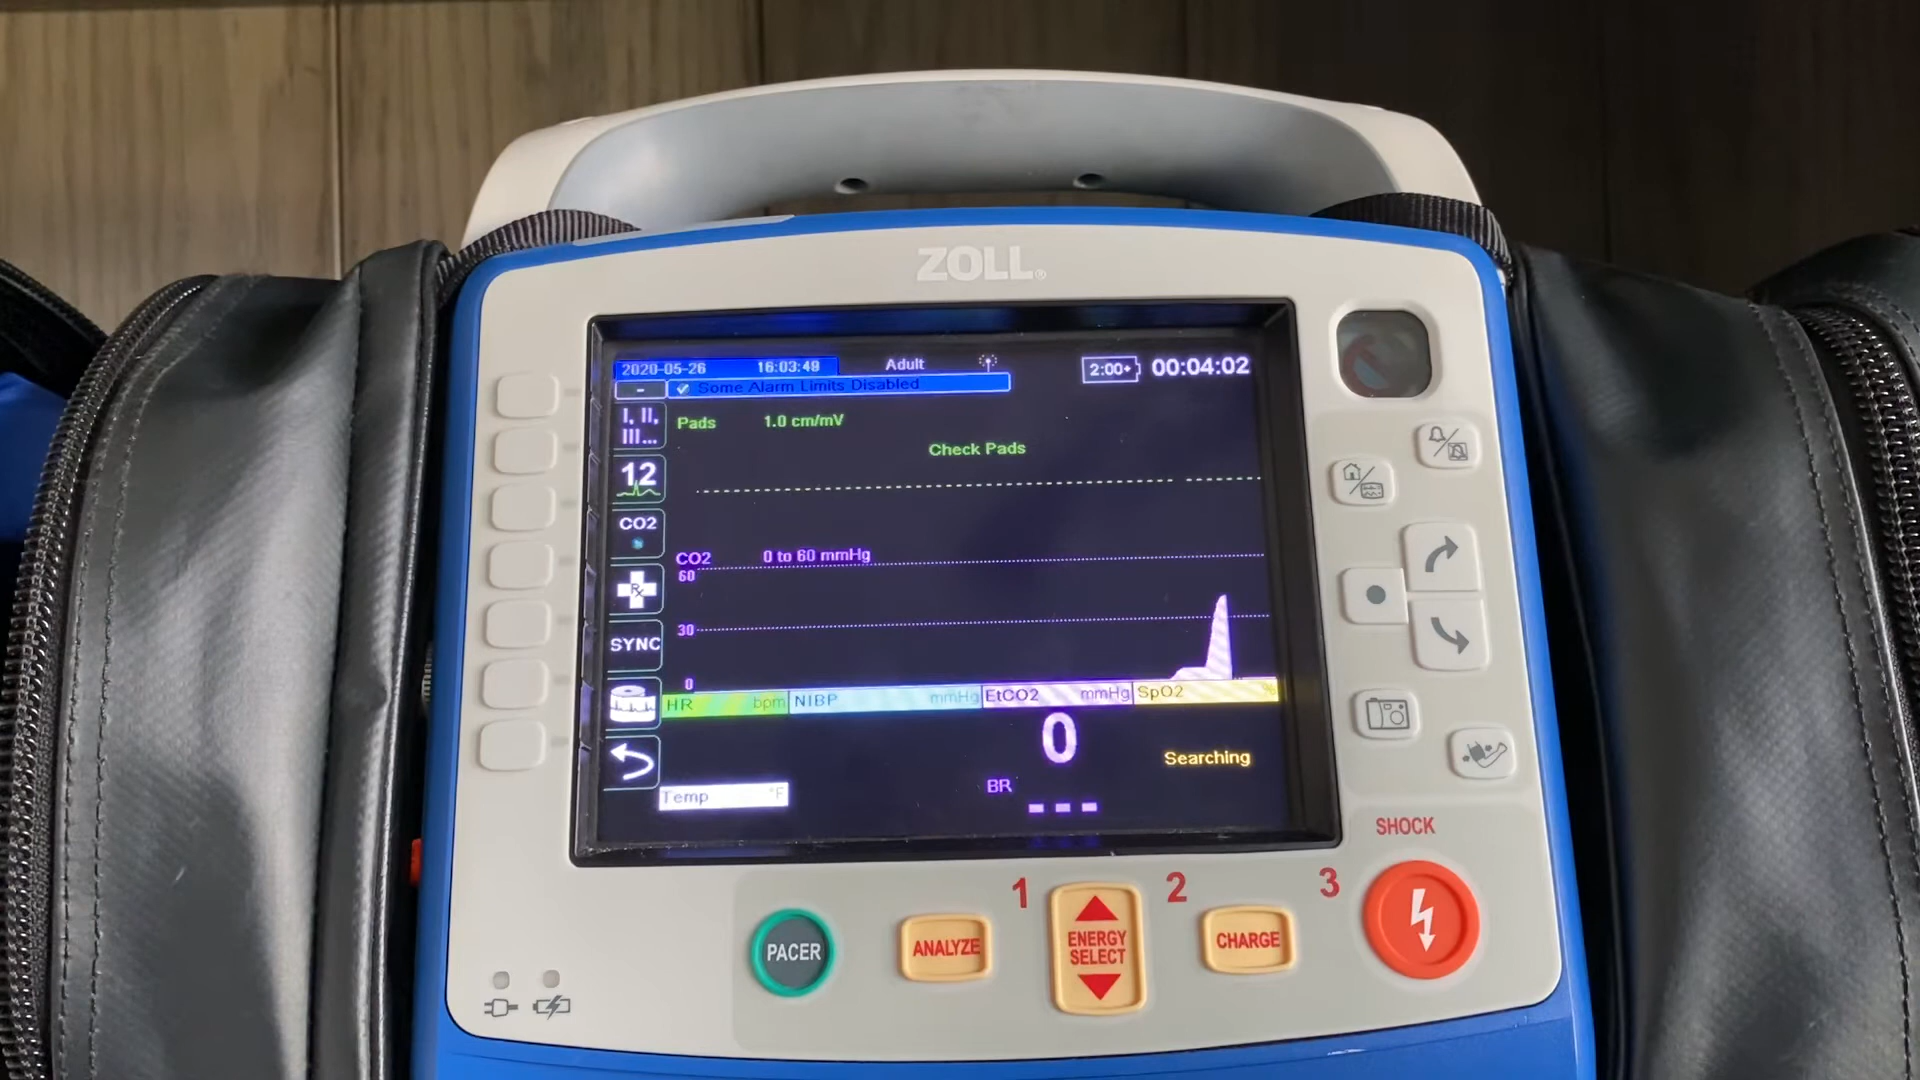 ZOLL®
2020-05-26 16:03:49 Adult 2:00+ 00:04:02
- Some Alarm Limits Disabled
I, II,
III...
Pads 1.0 cm/mV
Check Pads
12
CO2
CO2 0 to 60 mmHg
60
Rx
30
SYNC
0
HR bpm NIBP mmHg EtCO2 mmHg SpO2 %
0
Searching
BR
Temp °F
---
SHOCK
1 2 3
PACER
ANALYZE
ENERGY
SELECT
CHARGE